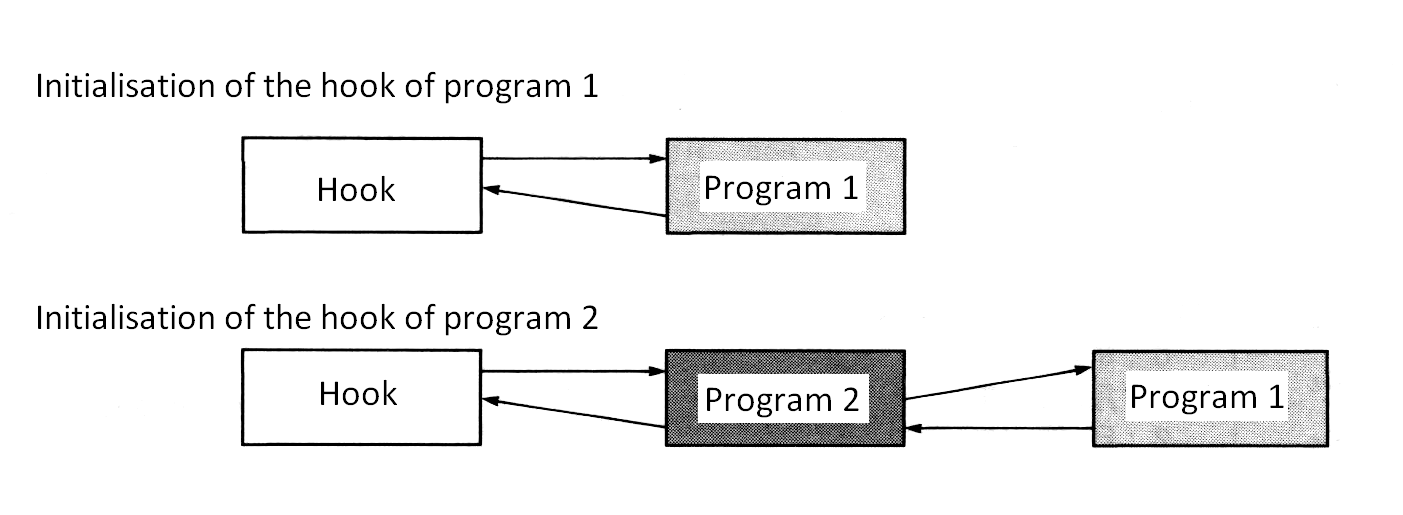 Initialisation of the hook of program 1
Hook
Program 1
Initialisation of the hook of program 2
Hook
Program 2
Program 1